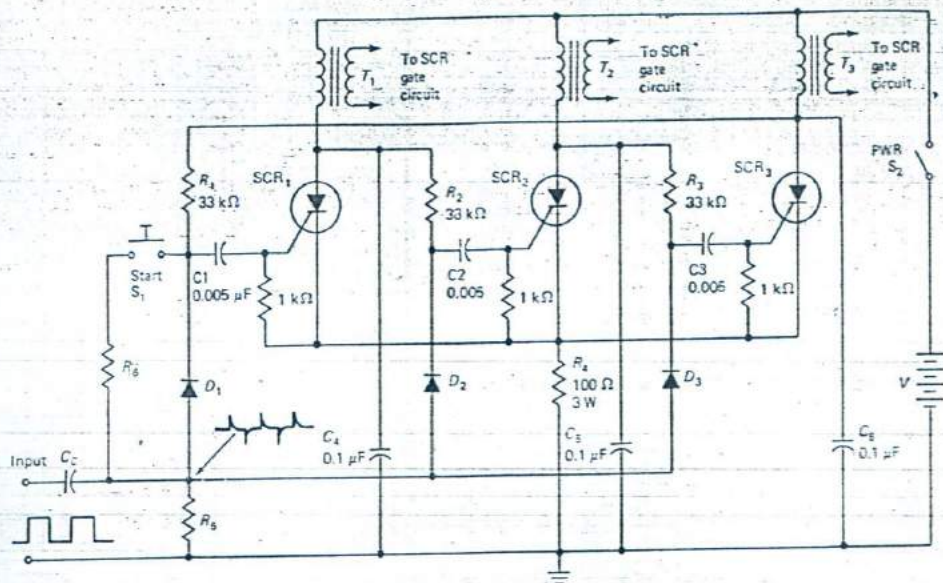 T1
To SCR
gate
circuit
T2
To SCR
gate
circuit
T3
To SCR
gate
circuit
PWR
S2
R1
33 kΩ
SCR1
R2
33 kΩ
SCR2
R3
33 kΩ
SCR3
Start
S1
C1
0.005 μF
1 kΩ
C2
0.005
1 kΩ
C3
0.005
1 kΩ
R6
D1
D2
R4
100 Ω
3 W
D3
V
C4
0.1 μF
C5
0.1 μF
C6
0.1 μF
Input
CC
R5